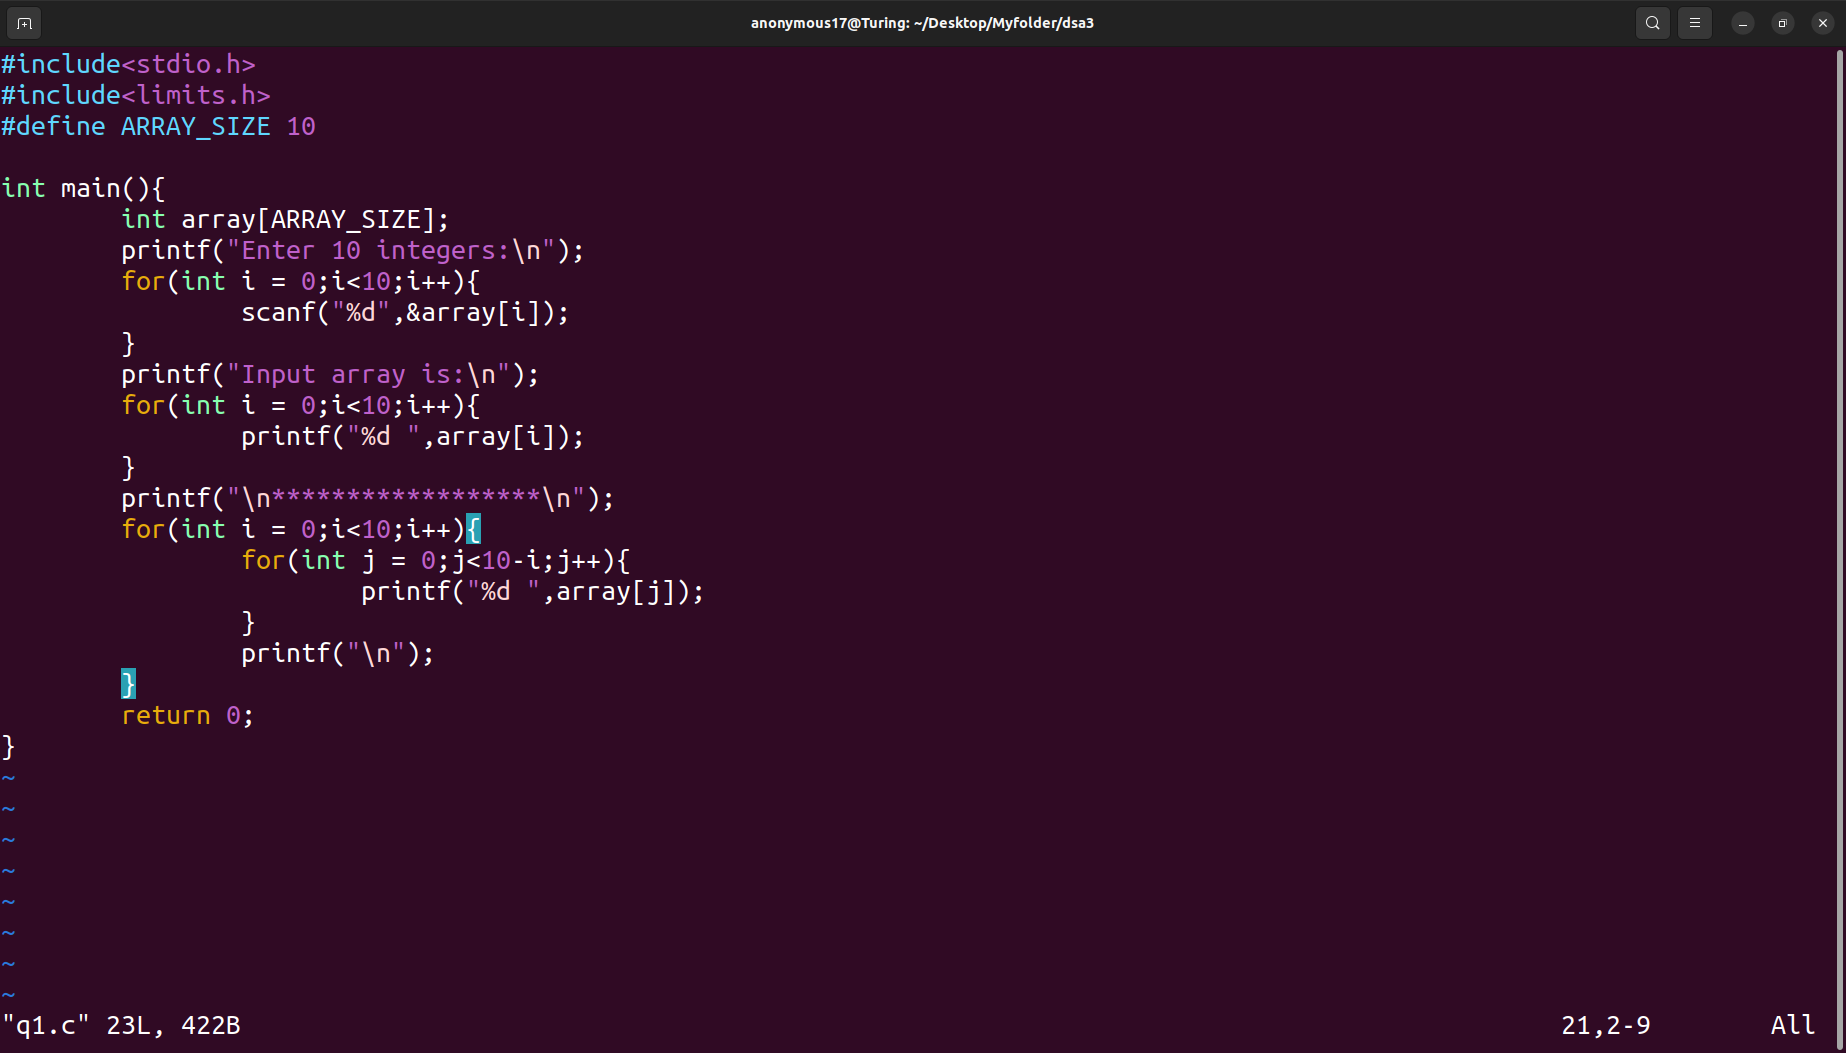 anonymous17@Turing: ~/Desktop/Myfolder/dsa3
#include<stdio.h>
#include<limits.h>
#define ARRAY_SIZE 10

int main(){
        int array[ARRAY_SIZE];
        printf("Enter 10 integers:\n");
        for(int i = 0;i<10;i++){
                scanf("%d",&array[i]);
        }
        printf("Input array is:\n");
        for(int i = 0;i<10;i++){
                printf("%d ",array[i]);
        }
        printf("\n******************\n");
        for(int i = 0;i<10;i++){
                for(int j = 0;j<10-i;j++){
                        printf("%d ",array[j]);
                }
                printf("\n");
        }
        return 0;
}
~
~
~
~
~
~
~
~
"q1.c" 23L, 422B 21,2-9 All